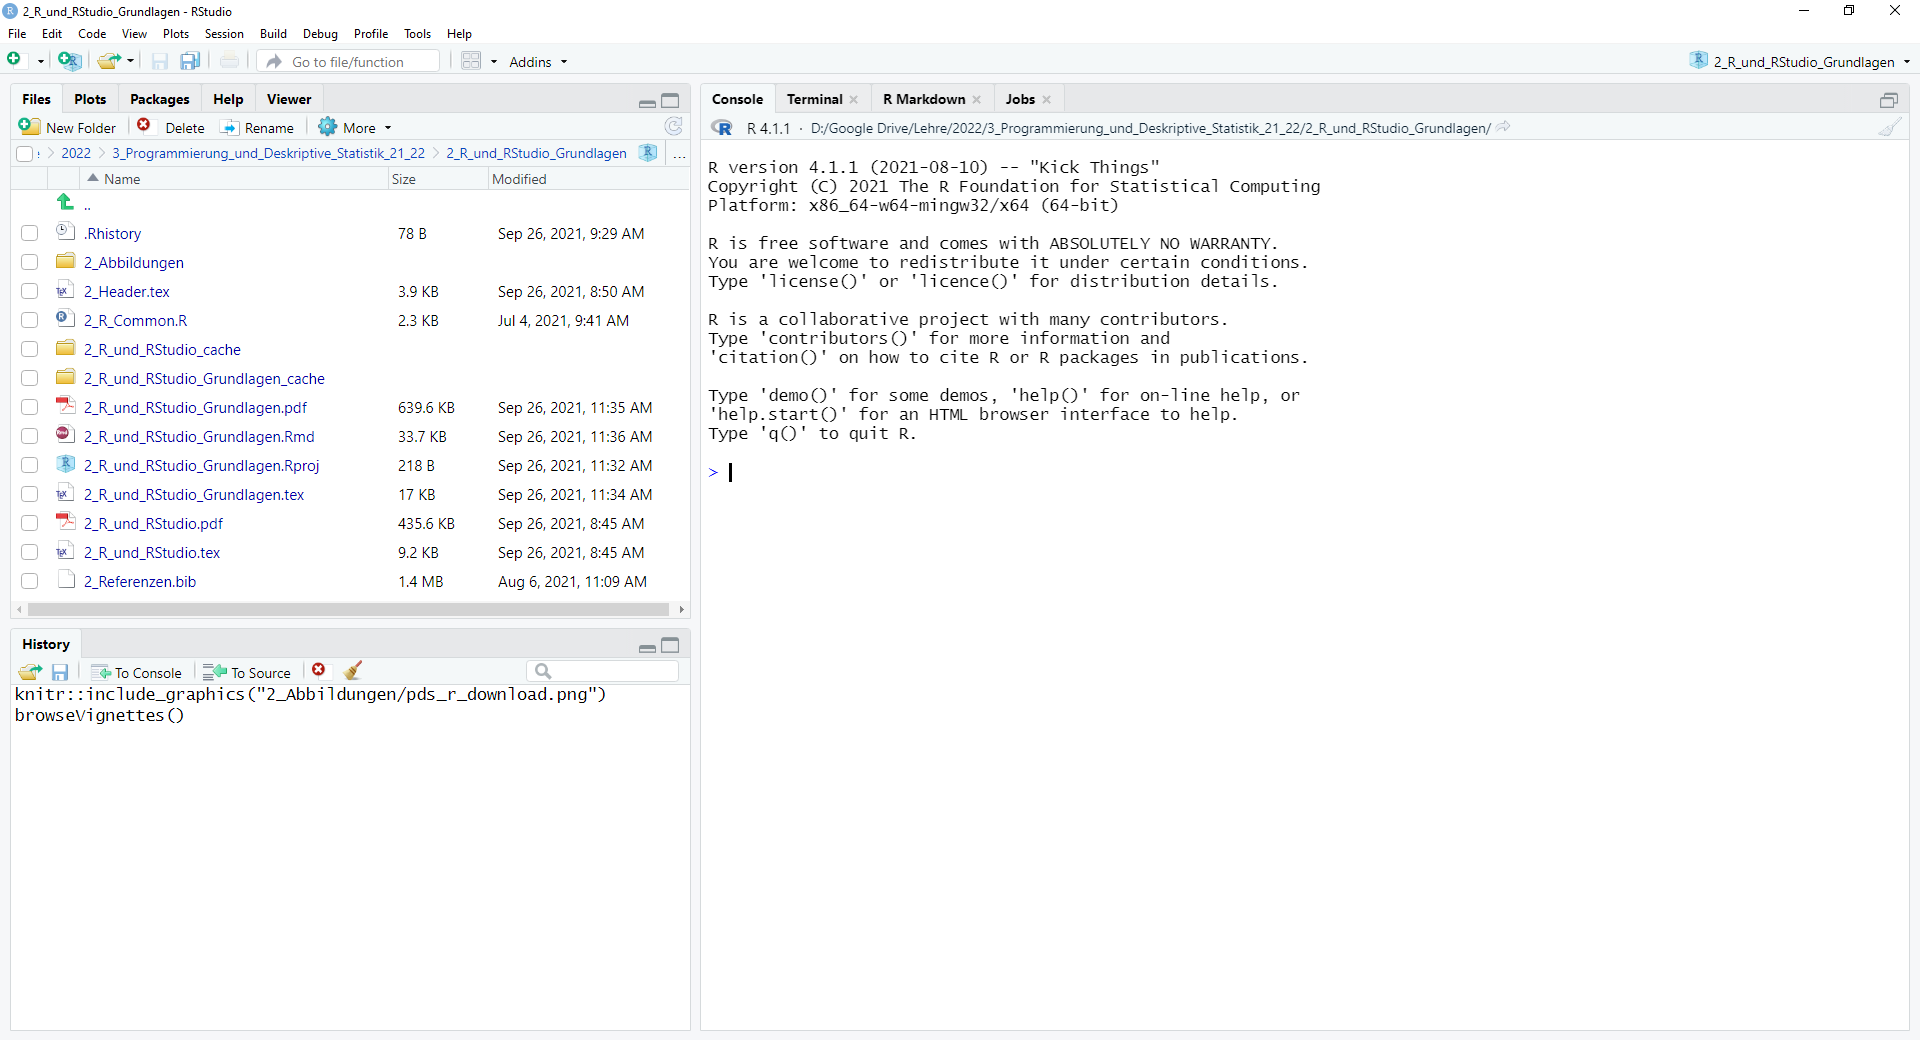 2_R_und_RStudio_Grundlagen - RStudio
File Edit Code View Plots Session Build Debug Profile Tools Help
Go to file/function Addins 2_R_und_RStudio_Grundlagen
Files Plots Packages Help Viewer
New Folder Delete Rename More
2022 3_Programmierung_und_Deskriptive_Statistik_21_22 2_R_und_RStudio_Grundlagen ...
Name Size Modified
..
.Rhistory 78 B Sep 26, 2021, 9:29 AM
2_Abbildungen
2_Header.tex 3.9 KB Sep 26, 2021, 8:50 AM
2_R_Common.R 2.3 KB Jul 4, 2021, 9:41 AM
2_R_und_RStudio_cache
2_R_und_RStudio_Grundlagen_cache
2_R_und_RStudio_Grundlagen.pdf 639.6 KB Sep 26, 2021, 11:35 AM
2_R_und_RStudio_Grundlagen.Rmd 33.7 KB Sep 26, 2021, 11:36 AM
2_R_und_RStudio_Grundlagen.Rproj 218 B Sep 26, 2021, 11:32 AM
2_R_und_RStudio_Grundlagen.tex 17 KB Sep 26, 2021, 11:34 AM
2_R_und_RStudio.pdf 435.6 KB Sep 26, 2021, 8:45 AM
2_R_und_RStudio.tex 9.2 KB Sep 26, 2021, 8:45 AM
2_Referenzen.bib 1.4 MB Aug 6, 2021, 11:09 AM
History
To Console To Source
knitr::include_graphics("2_Abbildungen/pds_r_download.png")
browseVignettes()
Console Terminal R Markdown Jobs
R 4.1.1 · D:/Google Drive/Lehre/2022/3_Programmierung_und_Deskriptive_Statistik_21_22/2_R_und_RStudio_Grundlagen/
R version 4.1.1 (2021-08-10) -- "Kick Things"
Copyright (C) 2021 The R Foundation for Statistical Computing
Platform: x86_64-w64-mingw32/x64 (64-bit)
R is free software and comes with ABSOLUTELY NO WARRANTY.
You are welcome to redistribute it under certain conditions.
Type 'license()' or 'licence()' for distribution details.
R is a collaborative project with many contributors.
Type 'contributors()' for more information and
'citation()' on how to cite R or R packages in publications.
Type 'demo()' for some demos, 'help()' for on-line help, or
'help.start()' for an HTML browser interface to help.
Type 'q()' to quit R.
>